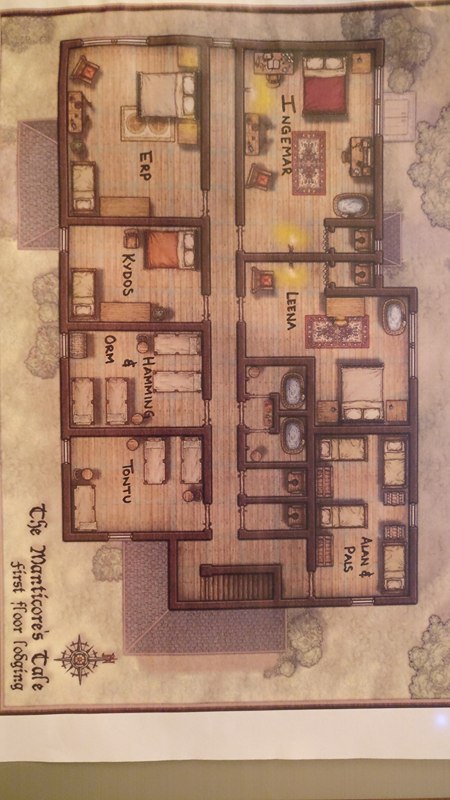 INGEMAR
ERP
KYDOS
LEENA
HAMMING
&
ORM
TONTU
ALAN &
PALS
The Manticore's Tale
first floor lodging